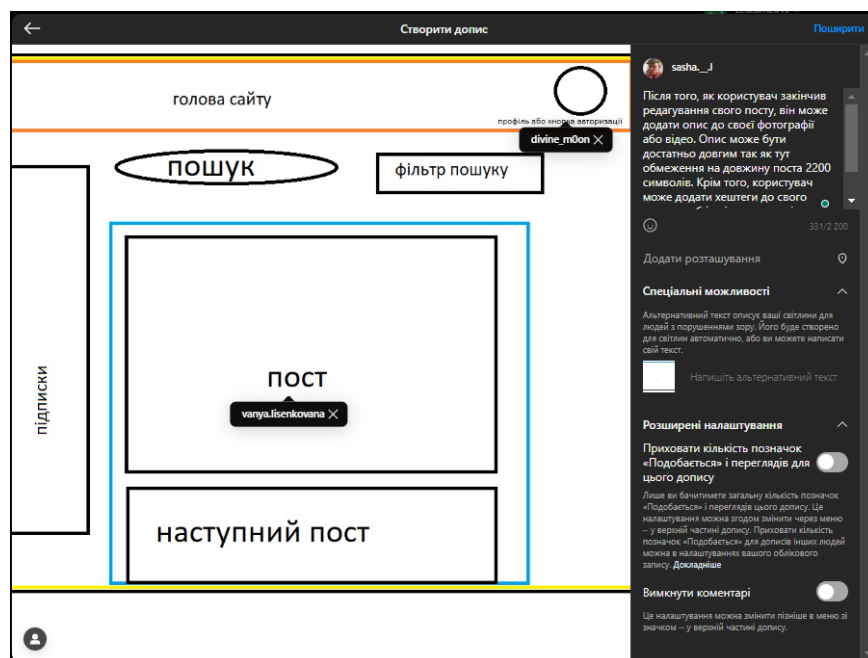 Створити допис
Поширити
голова сайту
профіль або кнопка авторизації
divine_m0on
пошук
фільтр пошуку
підписки
пост
vanya.lisenkovana
наступний пост
sasha.__.l
Після того, як користувач закінчив
редагування свого посту, він може
додати опис до своєї фотографії
або відео. Опис може бути
достатньо довгим так як тут
обмеження на довжину поста 2200
символів. Крім того, користувач
може додати хештеги до свого
331/2 200
Додати розташування
Спеціальні можливості
Альтернативний текст описує ваші світлини для
людей з порушеннями зору. Його буде створено
для світлин автоматично, або ви можете написати
свій текст.
Напишіть альтернативний текст
Розширені налаштування
Приховати кількість позначок
«Подобається» і переглядів для
цього допису
Лише ви бачитимете загальну кількість позначок
«Подобається» і переглядів цього допису. Це
налаштування можна згодом змінити через меню
··· у верхній частині допису. Приховати кількість
позначок «Подобається» для дописів інших людей
можна в налаштуваннях вашого облікового
запису. Докладніше
Вимкнути коментарі
Це налаштування можна змінити пізніше в меню зі
значком ··· у верхній частині допису.